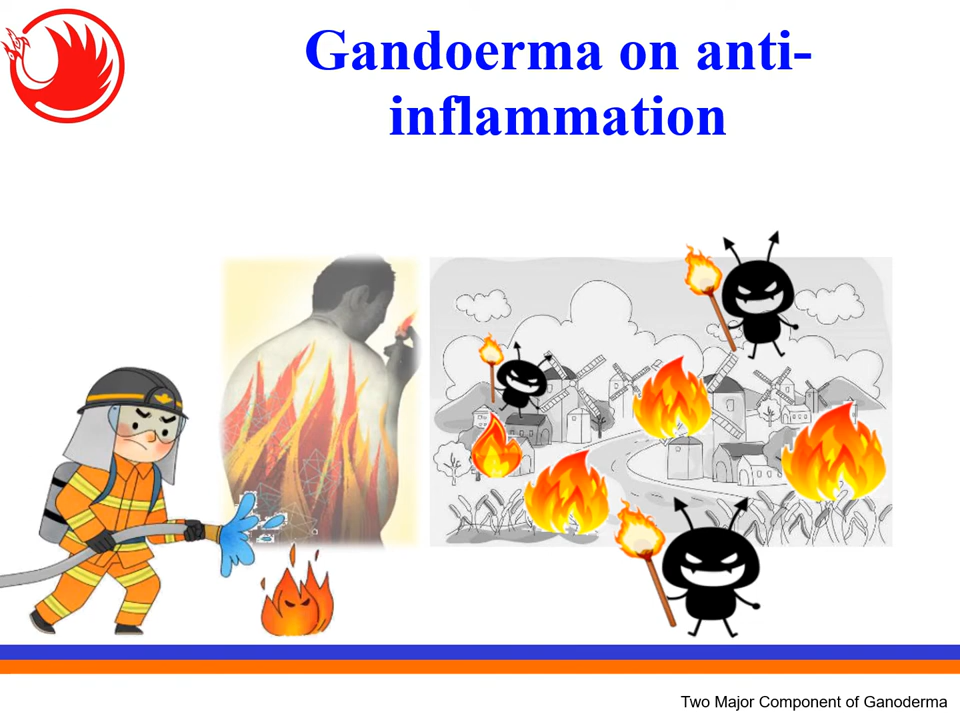 Gandoerma on anti-
inflammation
Two Major Component of Ganoderma